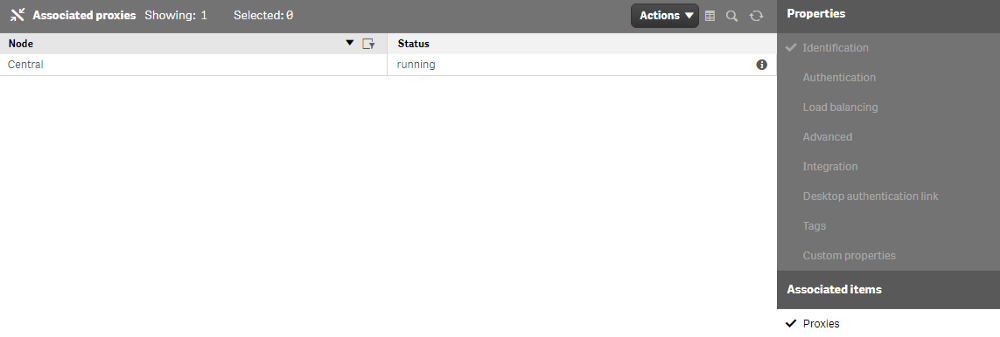 Associated proxies Showing: 1 Selected: 0 Actions
Node Status
Central running
Properties
Identification
Authentication
Load balancing
Advanced
Integration
Desktop authentication link
Tags
Custom properties
Associated items
Proxies